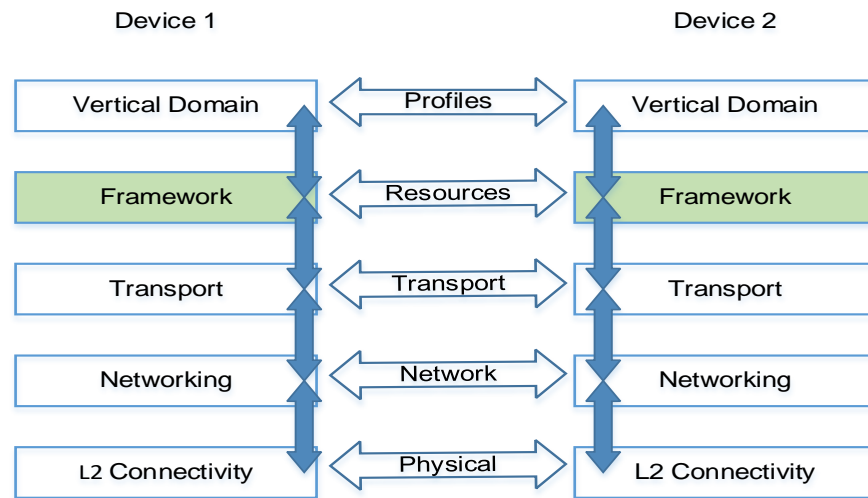 Device 1
Device 2
Vertical Domain
Profiles
Vertical Domain
Framework
Resources
Framework
Transport
Transport
Transport
Networking
Network
Networking
L2 Connectivity
Physical
L2 Connectivity